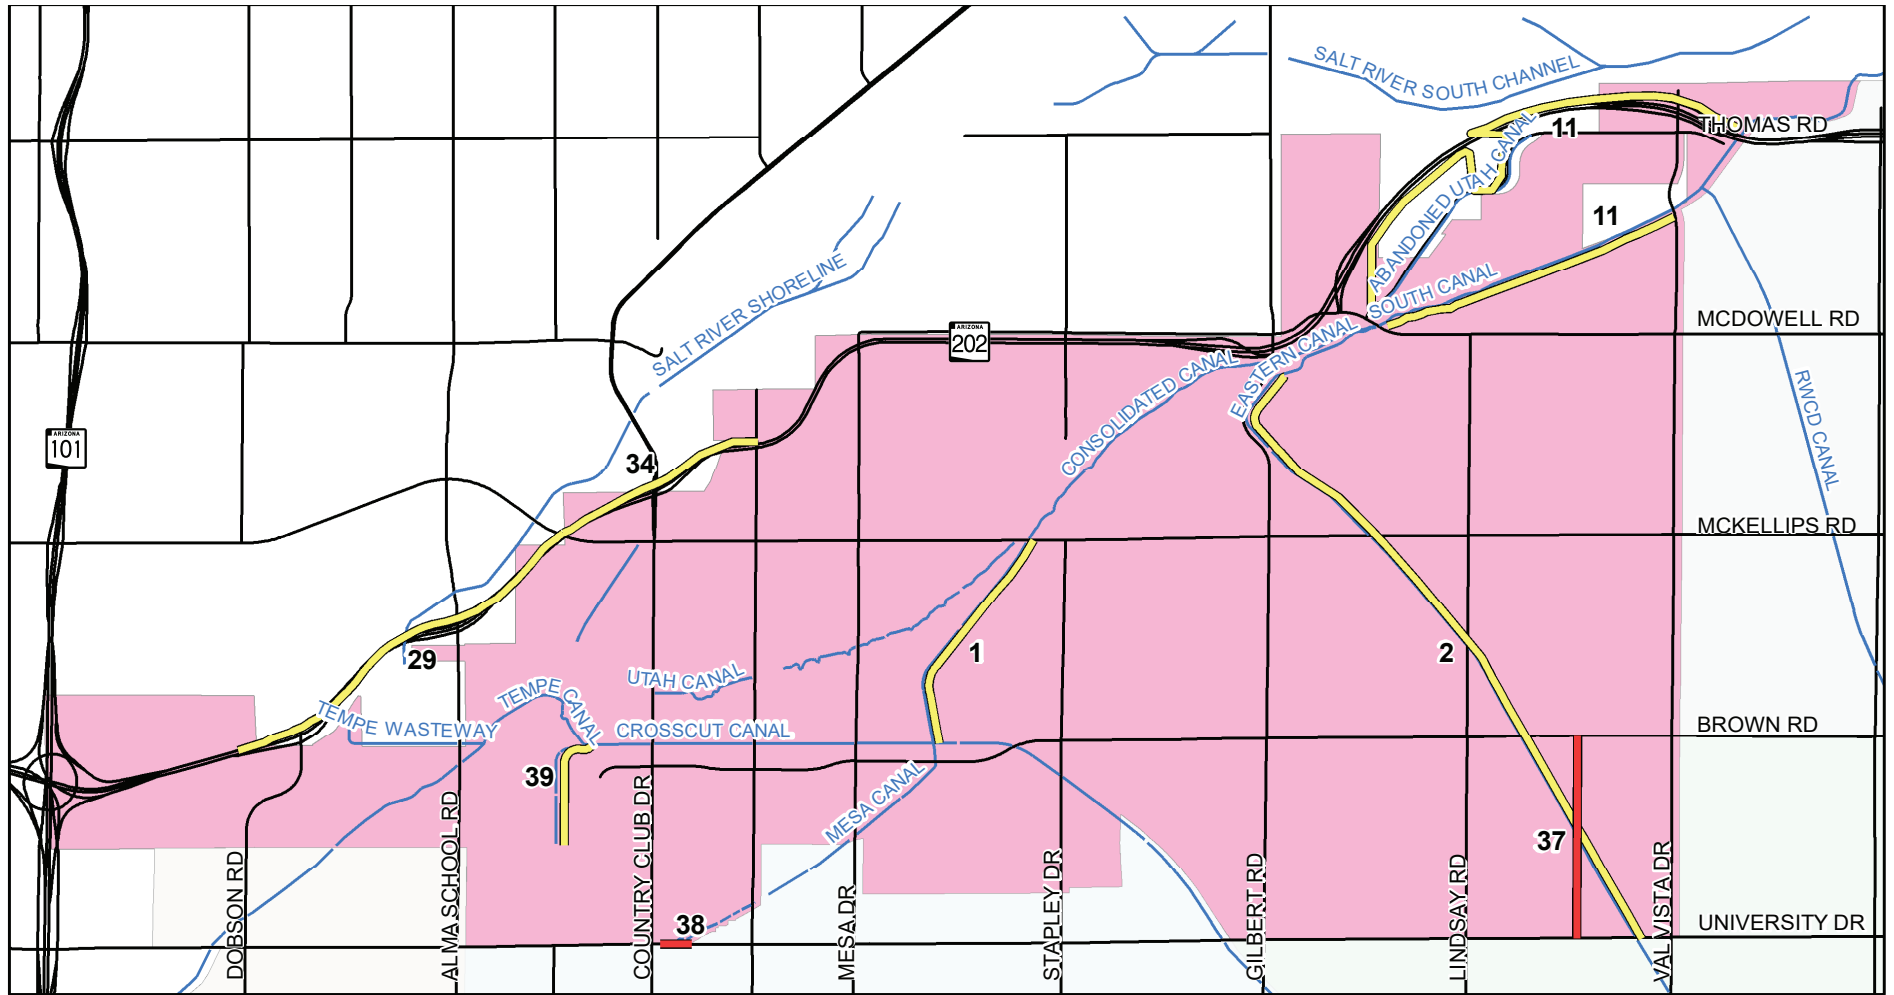 SALT RIVER SOUTH CHANNEL
11
THOMAS RD
ABANDONED UTAH CANAL
11
SOUTH CANAL
SALT RIVER SHORELINE
MCDOWELL RD
ARIZONA
202
EASTERN CANAL
CONSOLIDATED CANAL
RWCD CANAL
ARIZONA
101
34
MCKELLIPS RD
29
1
2
UTAH CANAL
TEMPE CANAL
TEMPE WASTEWAY
CROSSCUT CANAL
BROWN RD
39
MESA CANAL
37
38
UNIVERSITY DR
DOBSON RD
ALMA SCHOOL RD
COUNTRY CLUB DR
MESA DR
STAPLEY DR
GILBERT RD
LINDSAY RD
VAL VISTA DR